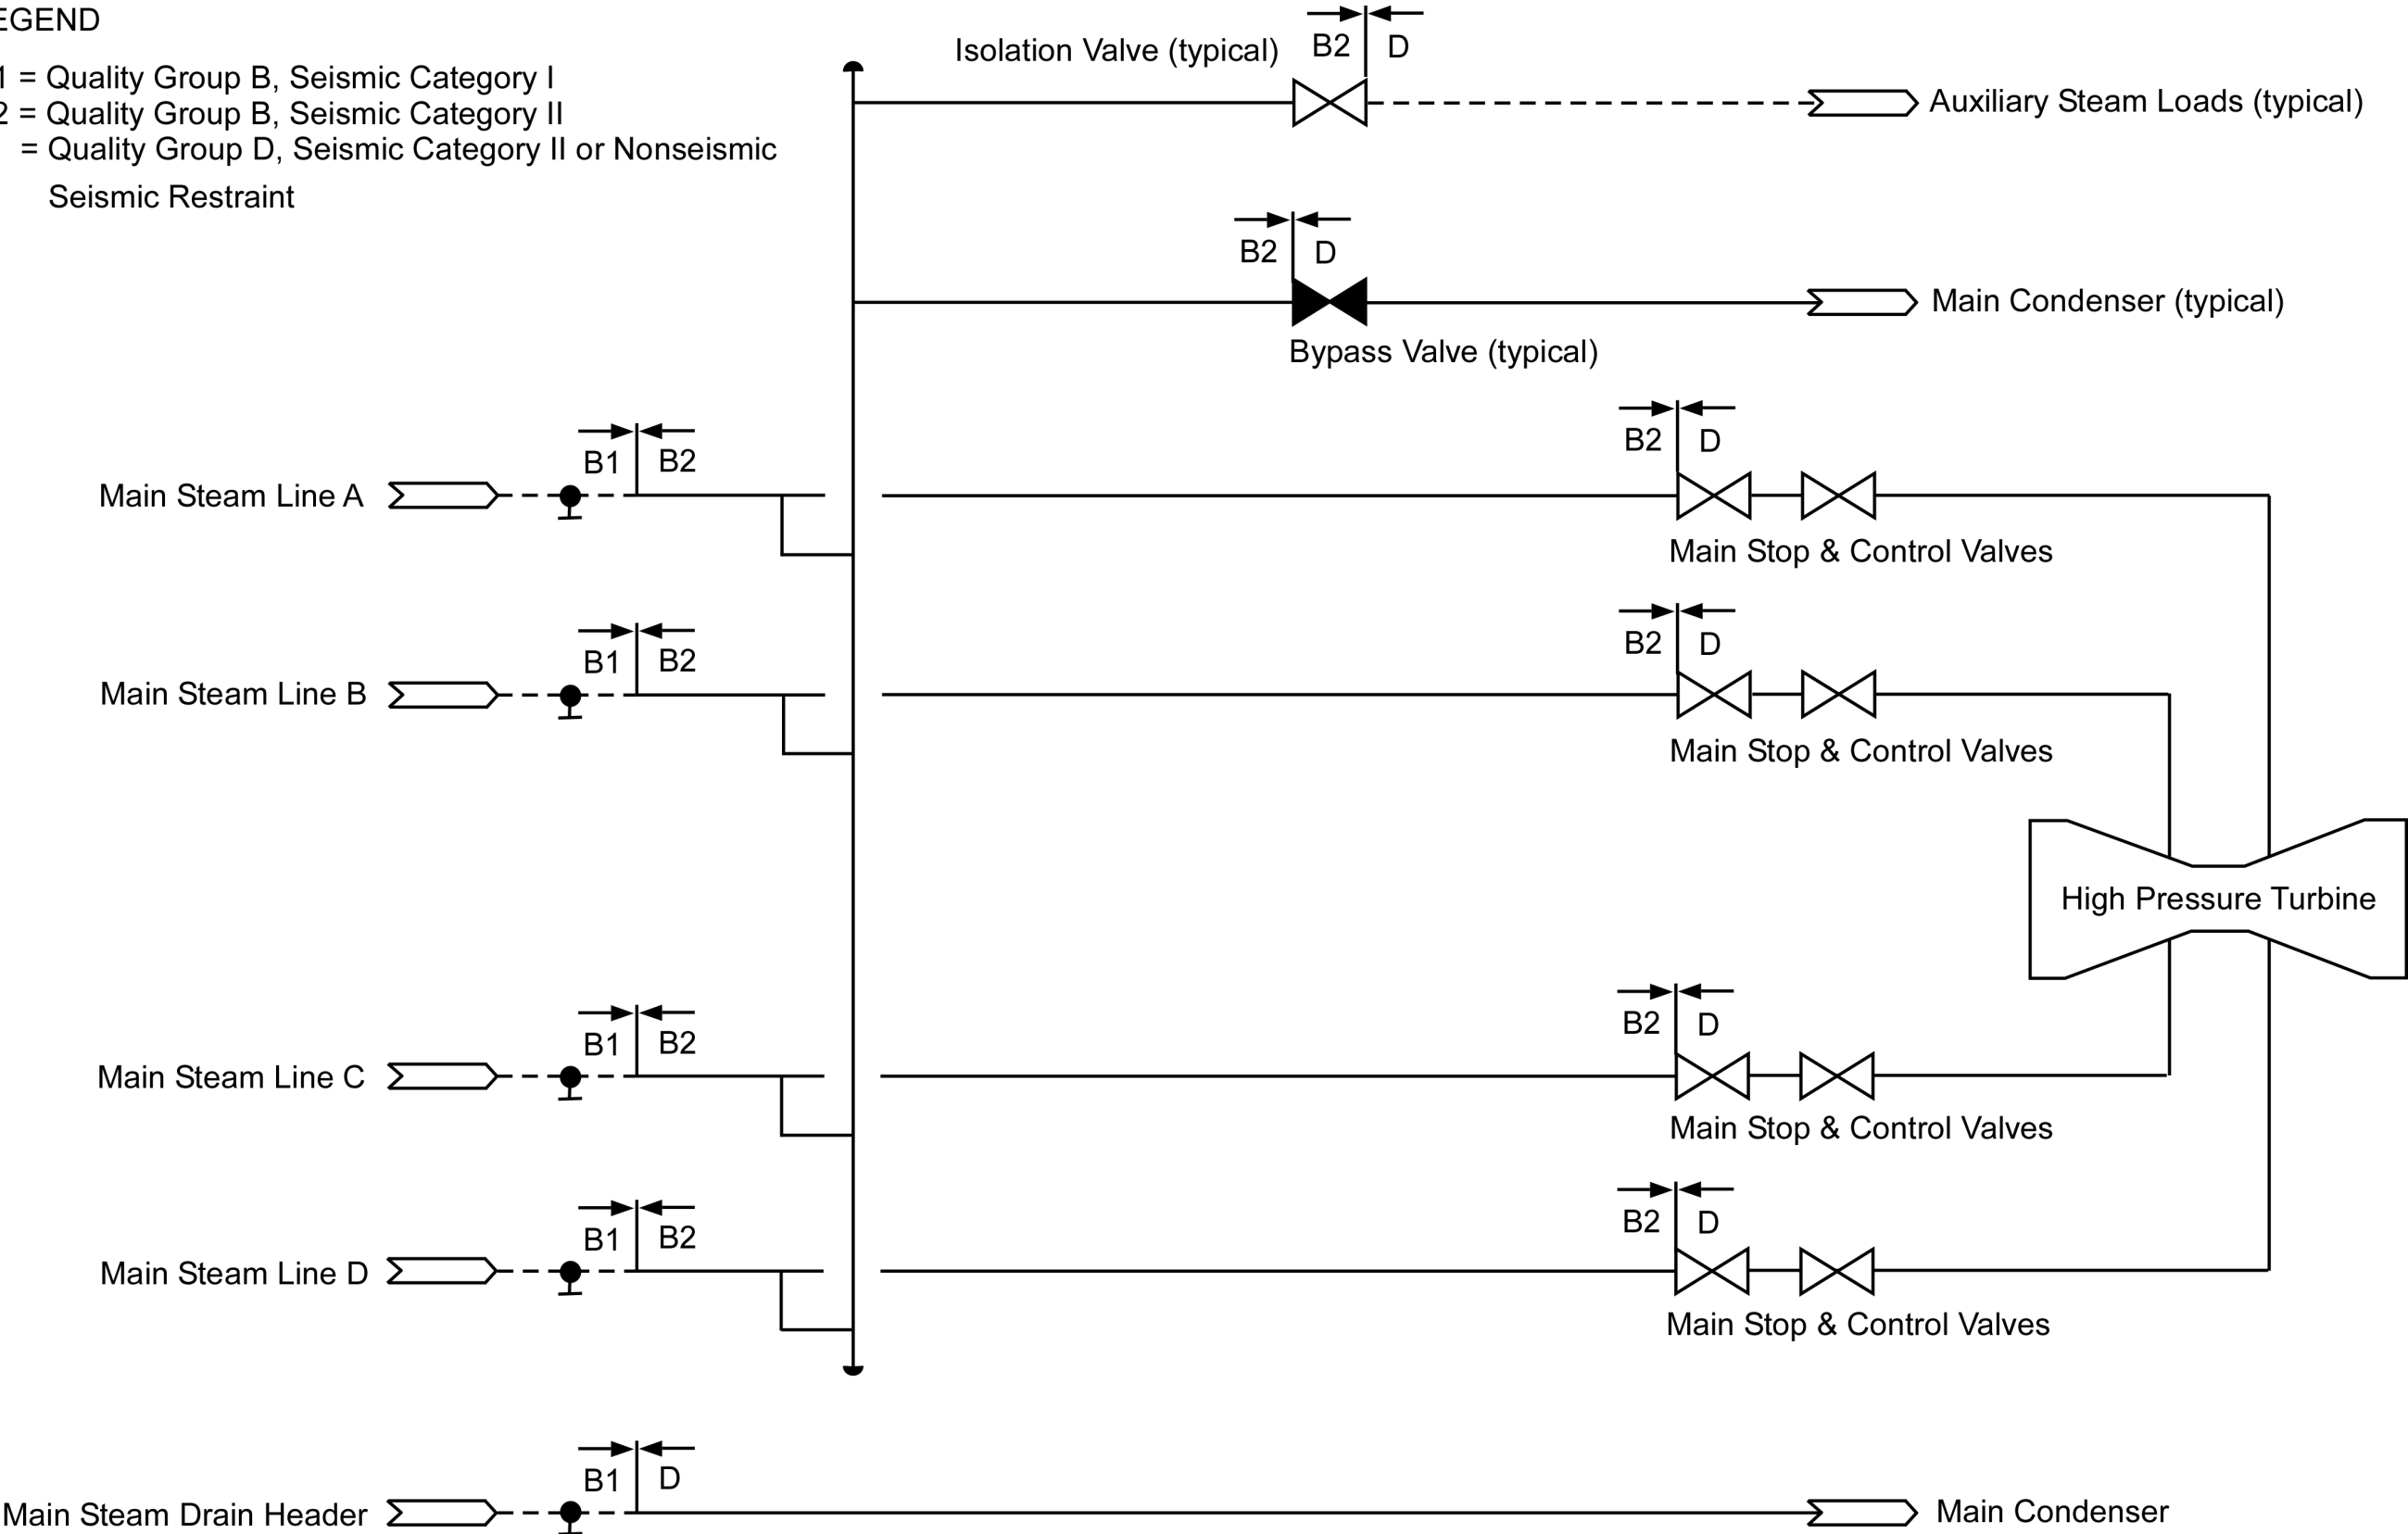 EGEND
1 = Quality Group B, Seismic Category I
2 = Quality Group B, Seismic Category II
= Quality Group D, Seismic Category II or Nonseismic
Seismic Restraint
Isolation Valve (typical)
B2 D
Auxiliary Steam Loads (typical)
B2 D
Main Condenser (typical)
Bypass Valve (typical)
B2 D
B1 B2
Main Steam Line A
Main Stop & Control Valves
B2 D
B1 B2
Main Steam Line B
Main Stop & Control Valves
High Pressure Turbine
B2 D
B1 B2
Main Steam Line C
Main Stop & Control Valves
B2 D
B1 B2
Main Steam Line D
Main Stop & Control Valves
B1 D
Main Steam Drain Header
Main Condenser